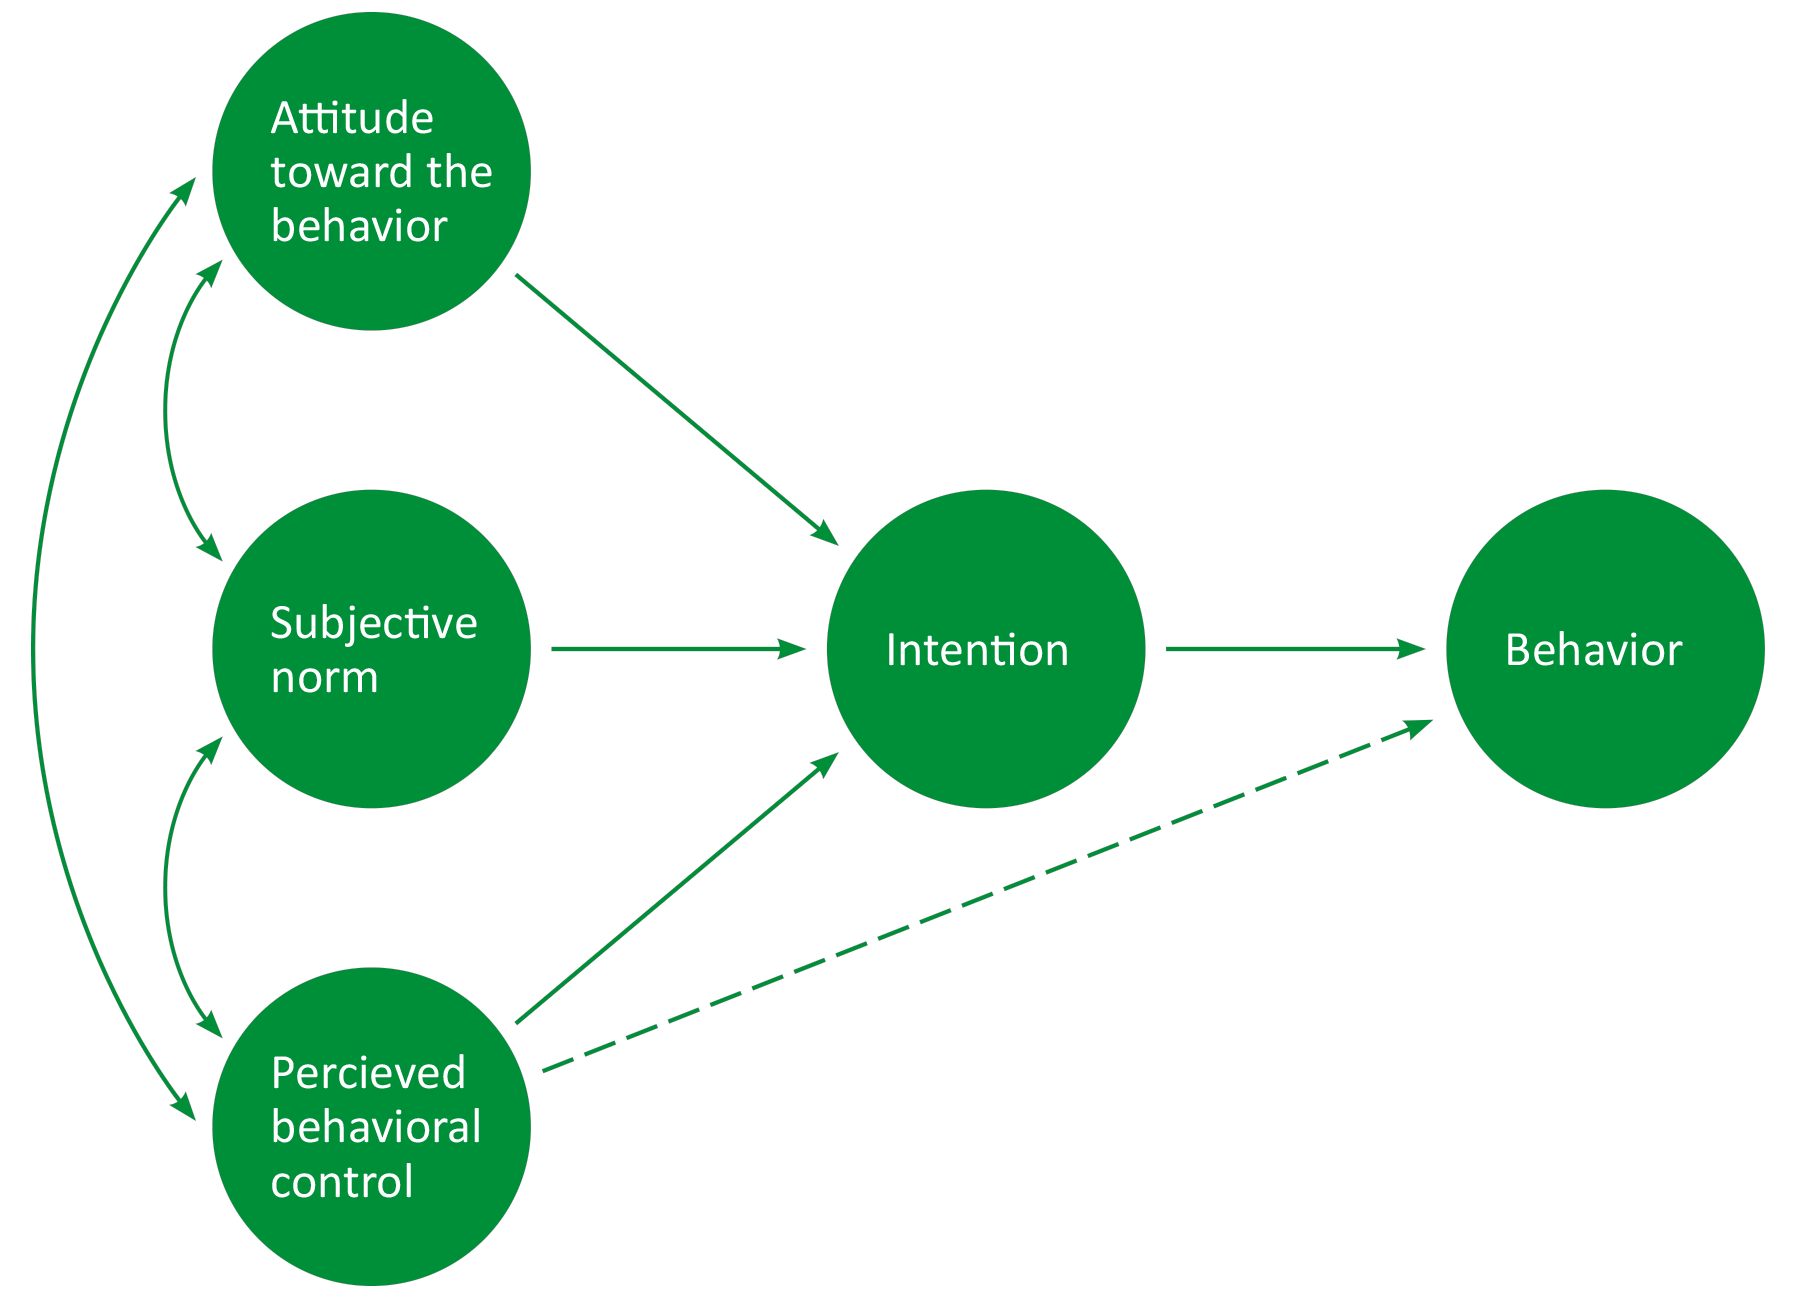 Attitude
toward the
behavior
Subjective
norm
Intention
Behavior
Percieved
behavioral
control